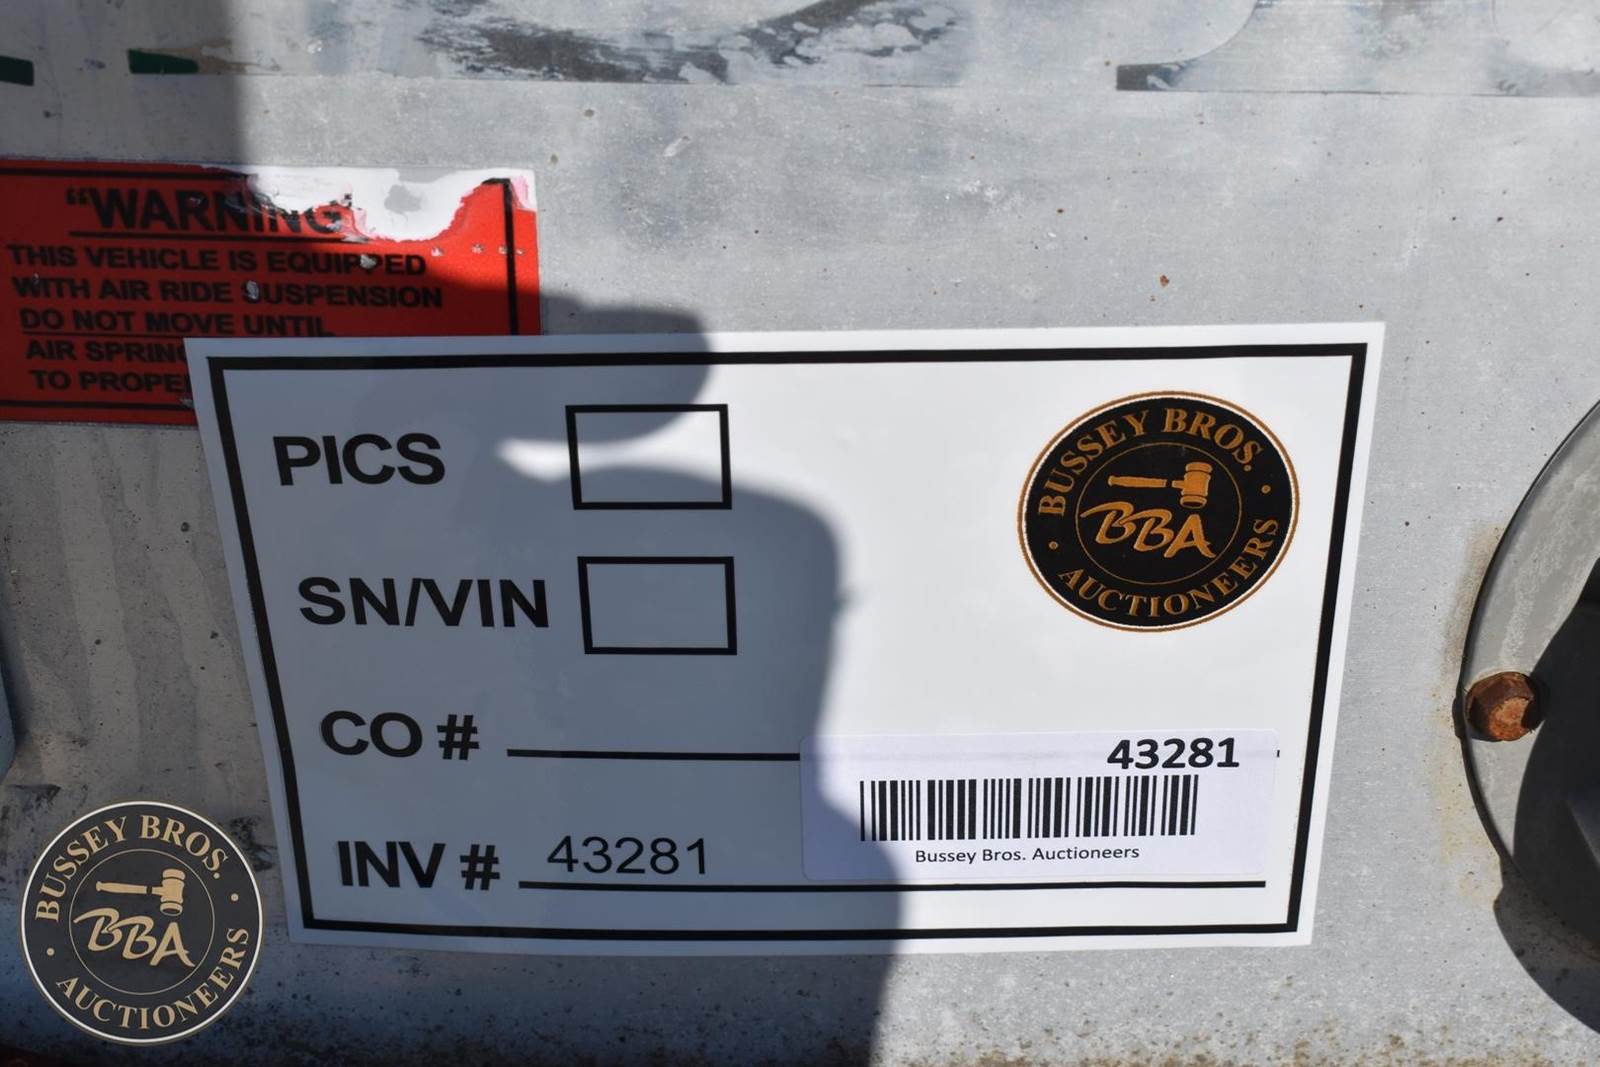 "WARNING"
THIS VEHICLE IS EQUIPPED
WITH AIR RIDE SUSPENSION
DO NOT MOVE UNTIL
AIR SPRING
TO
PICS
SN/VIN
CO #
INV # 43281
BUSSEY BROS.
BBA
AUCTIONEERS
43281
Bussey Bros. Auctioneers
BUSSEY BROS.
BBA
AUCTIONEERS